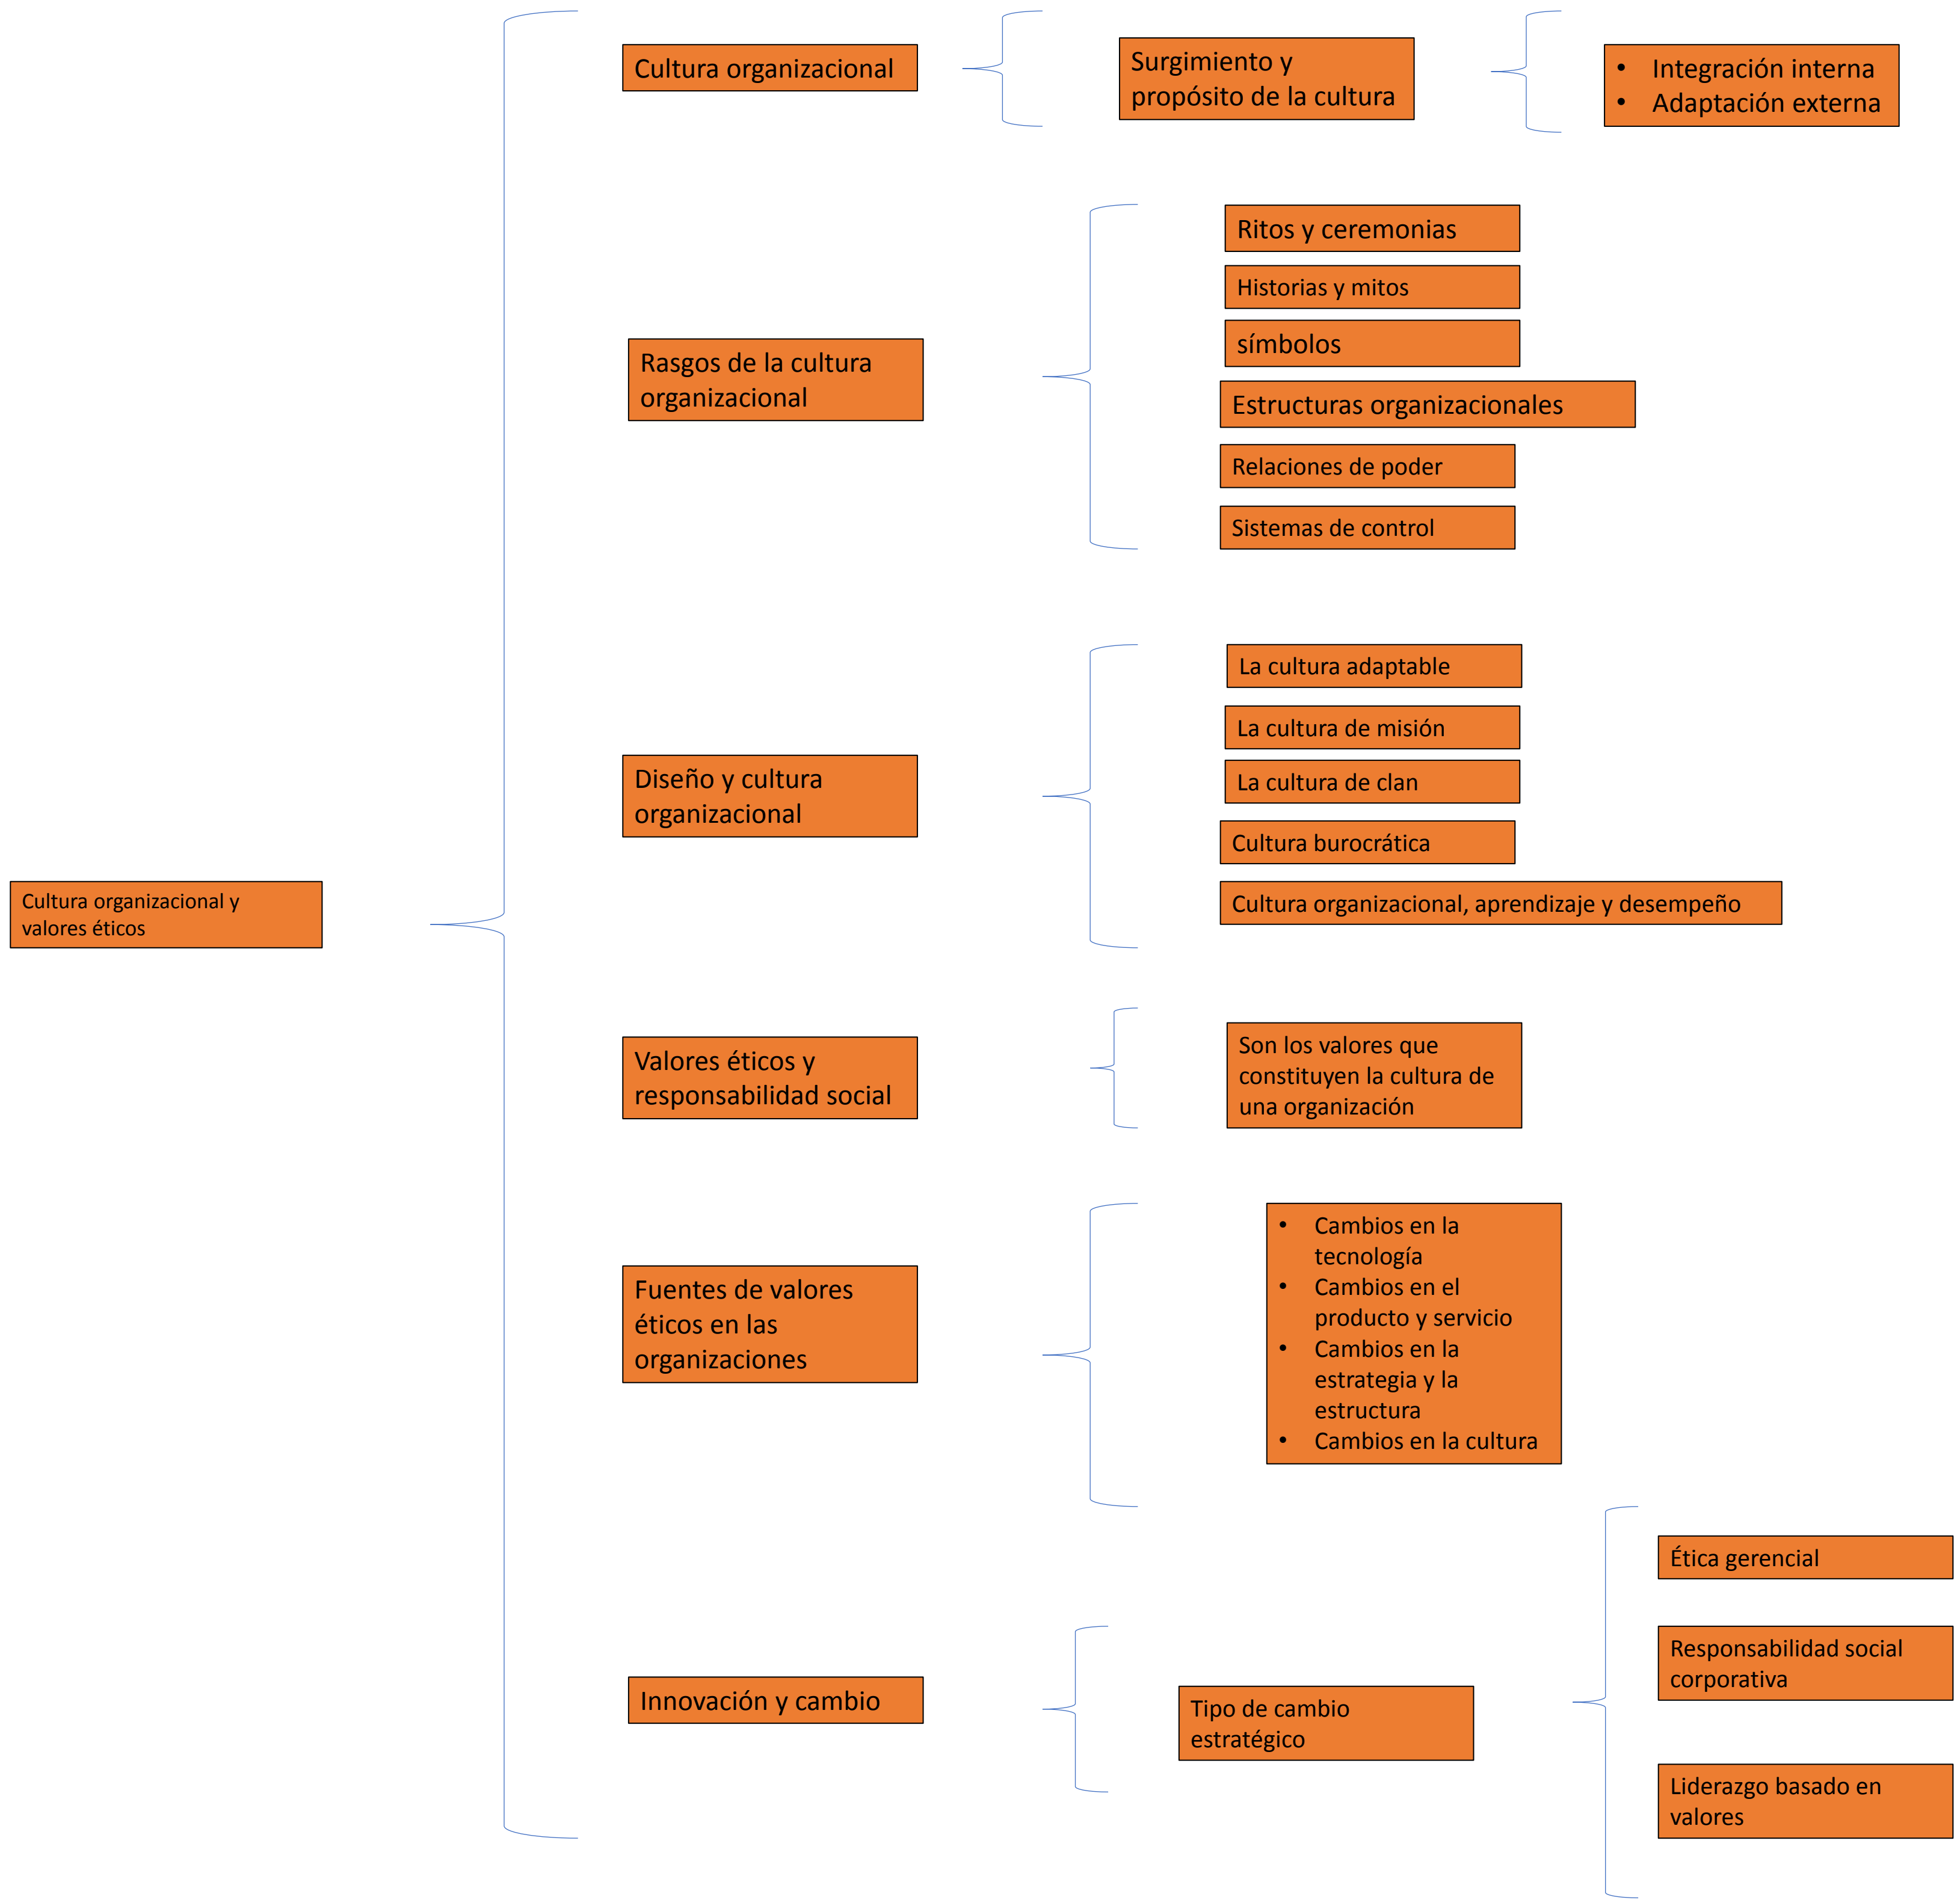 Cultura organizacional
Surgimiento y
propósito de la cultura
• Integración interna
• Adaptación externa
Ritos y ceremonias
Historias y mitos
símbolos
Rasgos de la cultura
organizacional
Estructuras organizacionales
Relaciones de poder
Sistemas de control
La cultura adaptable
La cultura de misión
La cultura de clan
Diseño y cultura
organizacional
Cultura burocrática
Cultura organizacional, aprendizaje y desempeño
Cultura organizacional y
valores éticos
Valores éticos y
responsabilidad social
Son los valores que
constituyen la cultura de
una organización
Fuentes de valores
éticos en las
organizaciones
• Cambios en la
tecnología
• Cambios en el
producto y servicio
• Cambios en la
estrategia y la
estructura
• Cambios en la cultura
Innovación y cambio
Tipo de cambio
estratégico
Ética gerencial
Responsabilidad social
corporativa
Liderazgo basado en
valores